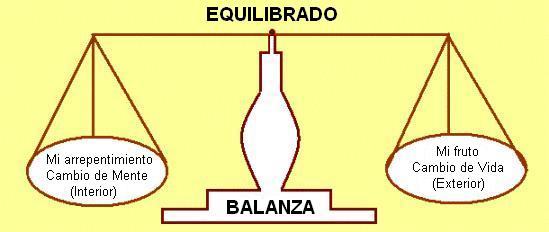 EQUILIBRADO
Mi arrepentimiento
Cambio de Mente
(Interior)
Mi fruto
Cambio de Vida
(Exterior)
BALANZA